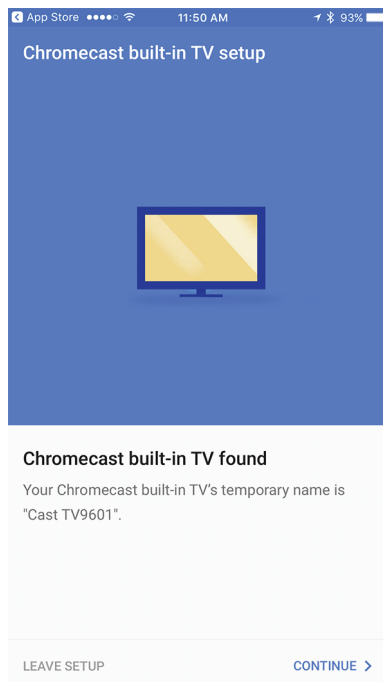 App Store 11:50 AM 93%
Chromecast built-in TV setup
Chromecast built-in TV found
Your Chromecast built-in TV’s temporary name is
"Cast TV9601".
LEAVE SETUP CONTINUE